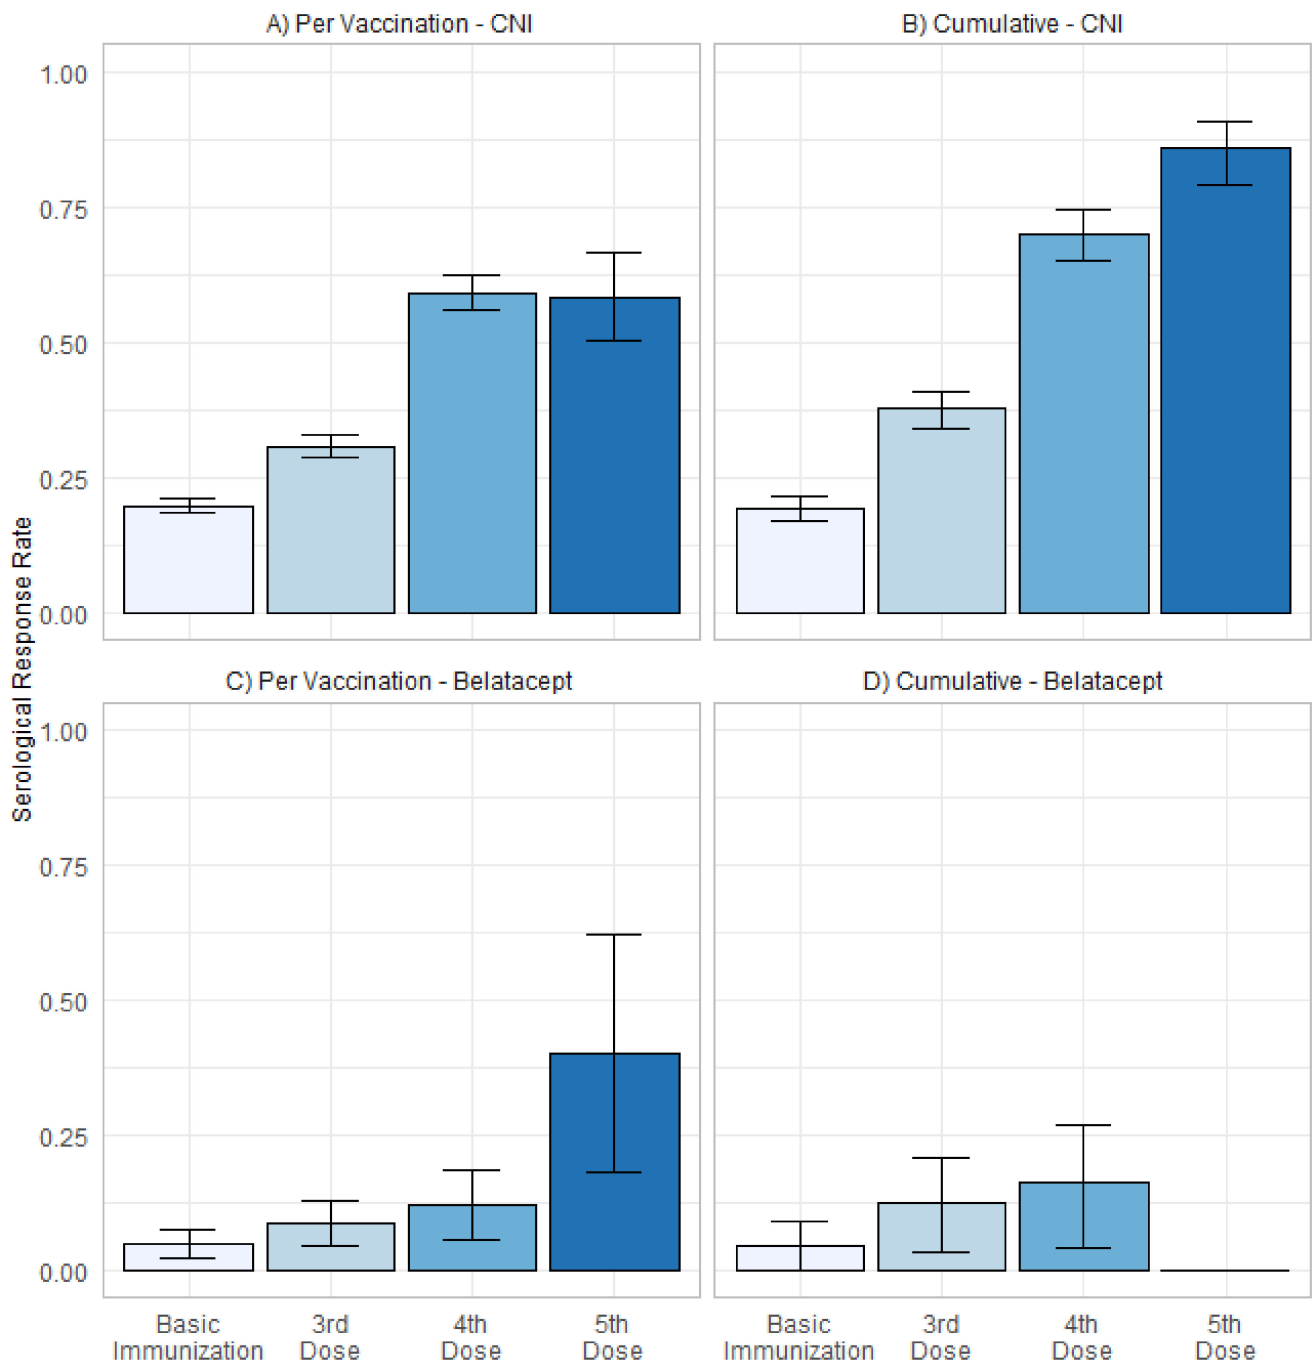 A) Per Vaccination - CNI
B) Cumulative - CNI
1.00
0.75
0.50
0.25
0.00
Serological Response Rate
C) Per Vaccination - Belatacept
D) Cumulative - Belatacept
1.00
0.75
0.50
0.25
0.00
Basic
Immunization
3rd
Dose
4th
Dose
5th
Dose
Basic
Immunization
3rd
Dose
4th
Dose
5th
Dose